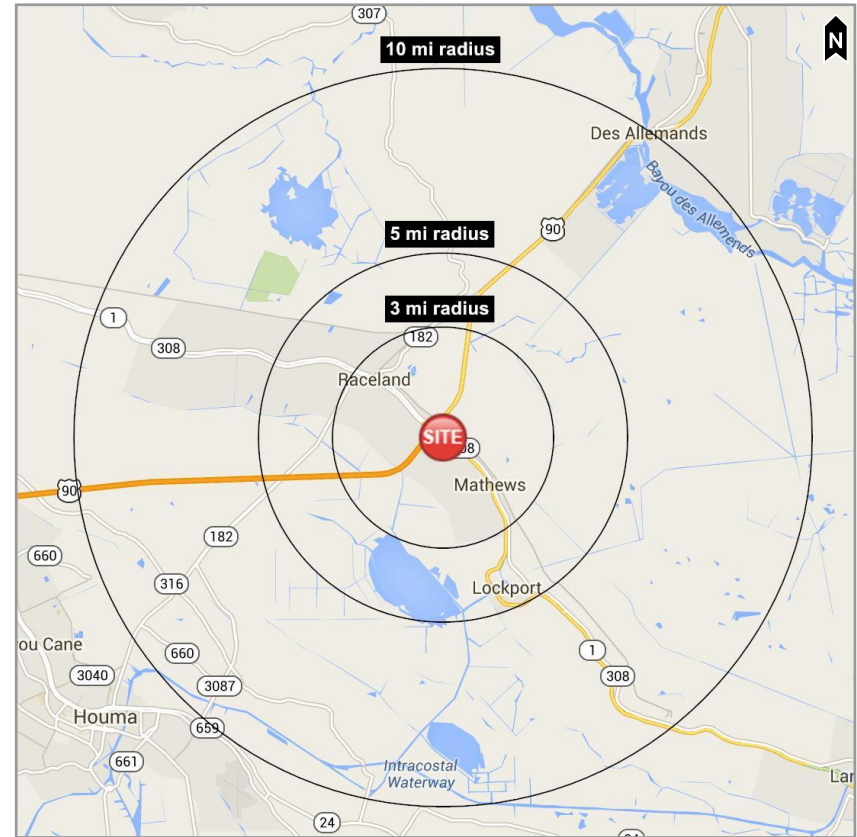 307
10 mi radius
N
Des Allemands
Bayou des Allemands
90
5 mi radius
3 mi radius
1
308
182
Raceland
SITE
Mathews
90
182
660
316
Lockport
ou Cane
660
1
3040
3087
308
Houma
659
661
Intracostal
Waterway
Lar
24